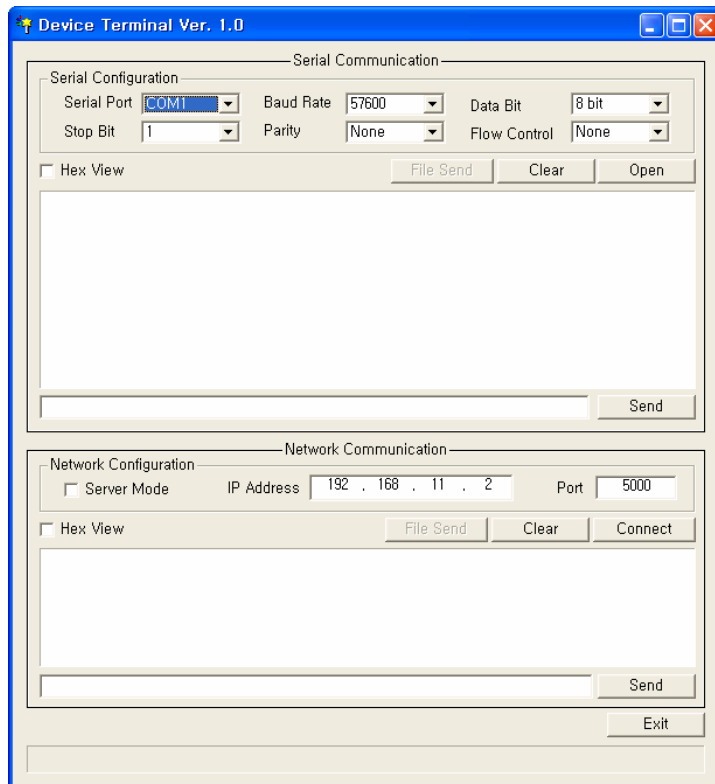 Device Terminal Ver. 1.0
Serial Communication
Serial Configuration
Serial Port COM1 Baud Rate 57600 Data Bit 8 bit
Stop Bit 1 Parity None Flow Control None
Hex View File Send Clear Open
Send
Network Communication
Network Configuration
Server Mode IP Address 192 . 168 . 11 . 2 Port 5000
Hex View File Send Clear Connect
Send
Exit